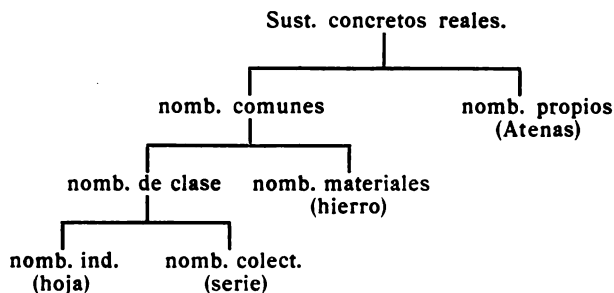 Sust. concretos reales.
nomb. comunes
nomb. propios
(Atenas)
nomb. de clase
nomb. materiales
(hierro)
nomb. ind.
(hoja)
nomb. colect.
(serie)